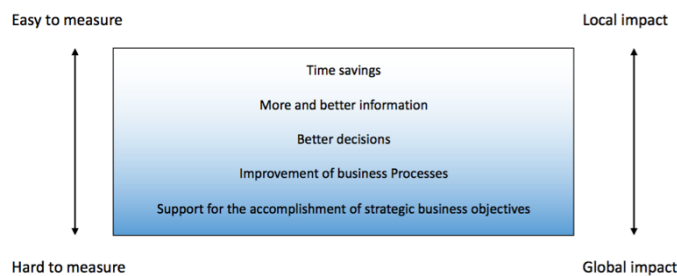 Easy to measure
Local impact
Time savings
More and better information
Better decisions
Improvement of business Processes
Support for the accomplishment of strategic business objectives
Hard to measure
Global impact